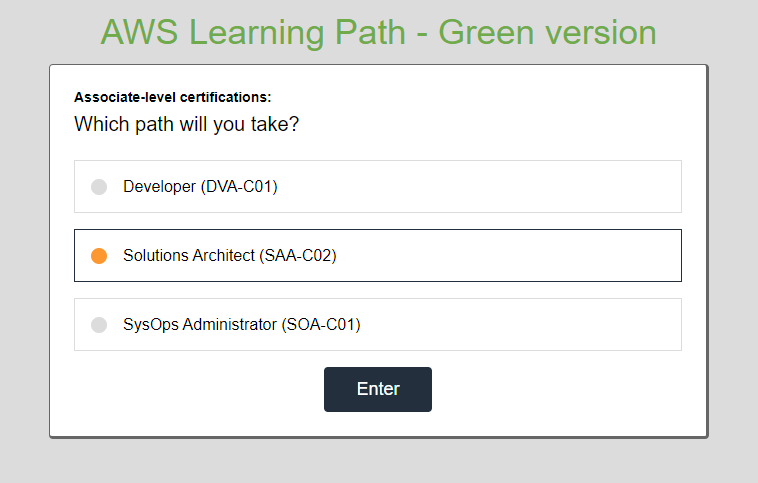 AWS Learning Path - Green version
Associate-level certifications:
Which path will you take?
Developer (DVA-C01)
Solutions Architect (SAA-C02)
SysOps Administrator (SOA-C01)
Enter